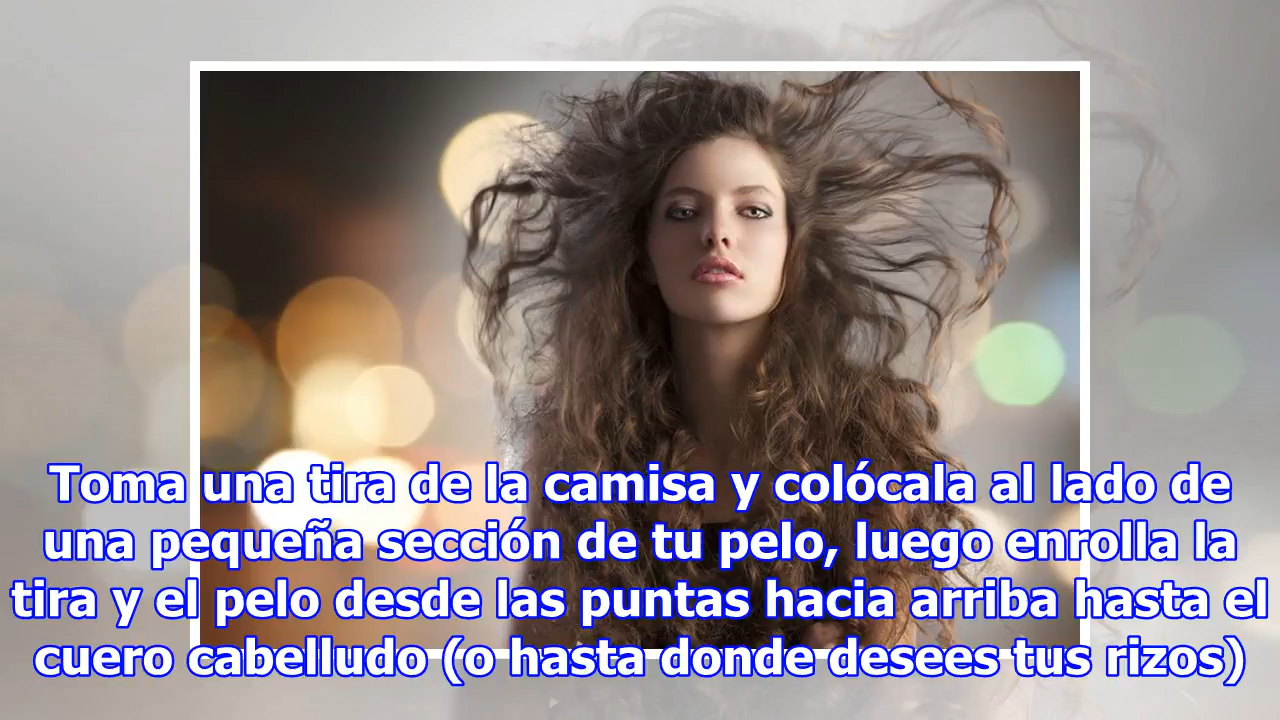 Toma una tira de la camisa y colócala al lado de
una pequeña sección de tu pelo, luego enrolla la
tira y el pelo desde las puntas hacia arriba hasta el
cuero cabelludo (o hasta donde desees tus rizos)